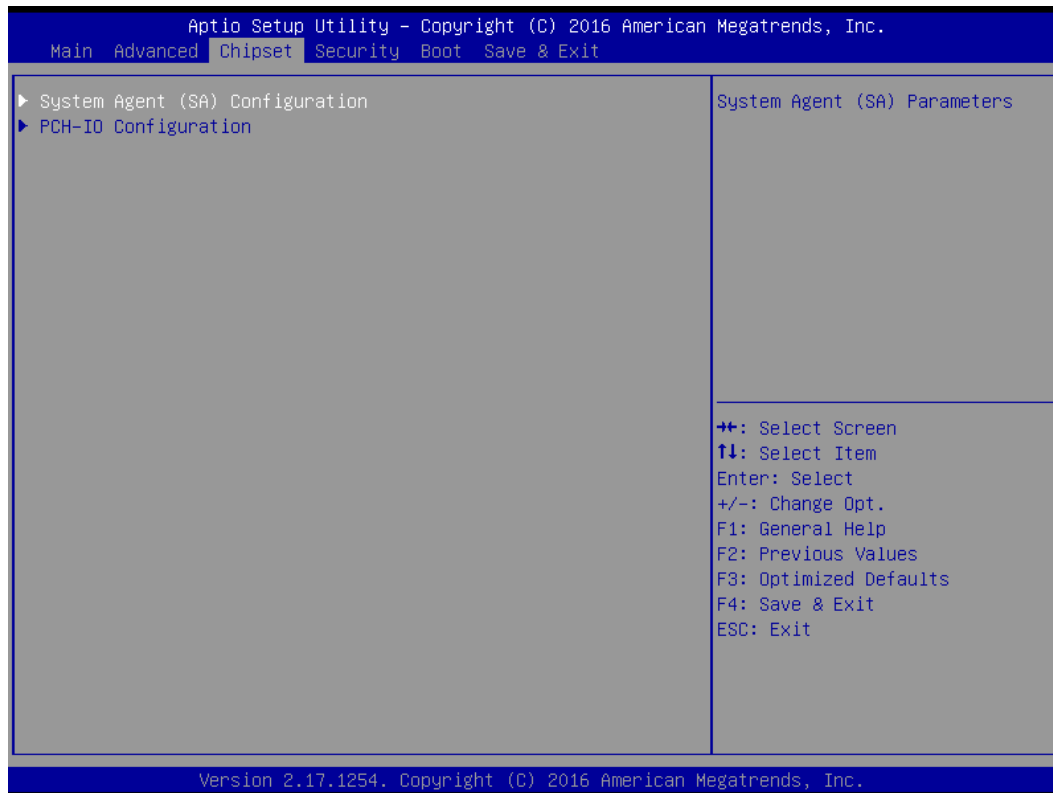 Aptio Setup Utility – Copyright (C) 2016 American Megatrends, Inc.
Main Advanced Chipset Security Boot Save & Exit
▶ System Agent (SA) Configuration
▶ PCH-IO Configuration
System Agent (SA) Parameters
→←: Select Screen
↑↓: Select Item
Enter: Select
+/-: Change Opt.
F1: General Help
F2: Previous Values
F3: Optimized Defaults
F4: Save & Exit
ESC: Exit
Version 2.17.1254. Copyright (C) 2016 American Megatrends, Inc.